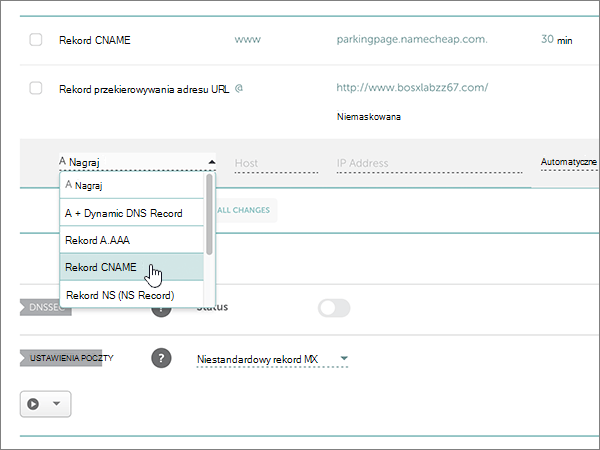 Rekord CNAME www parkingpage.namecheap.com. 30 min
Rekord przekierowywania adresu URL @ http://www.bosxlabzz67.com/
Niemaskowana
A Nagraj Host IP Address Automatyczne
A Nagraj
A + Dynamic DNS Record
ALL CHANGES
Rekord A.AAA
Rekord CNAME
Rekord NS (NS Record)
DNSSEC ? Status
USTAWIENIA POCZTY ? Niestandardowy rekord MX